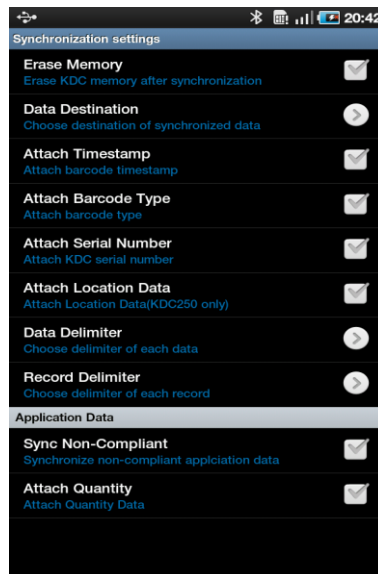 20:42
Synchronization settings
Erase Memory
Erase KDC memory after synchronization
Data Destination
Choose destination of synchronized data
Attach Timestamp
Attach barcode timestamp
Attach Barcode Type
Attach barcode type
Attach Serial Number
Attach KDC serial number
Attach Location Data
Attach Location Data(KDC250 only)
Data Delimiter
Choose delimiter of each data
Record Delimiter
Choose delimiter of each record
Application Data
Sync Non-Compliant
Synchronize non-compliant applciation data
Attach Quantity
Attach Quantity Data